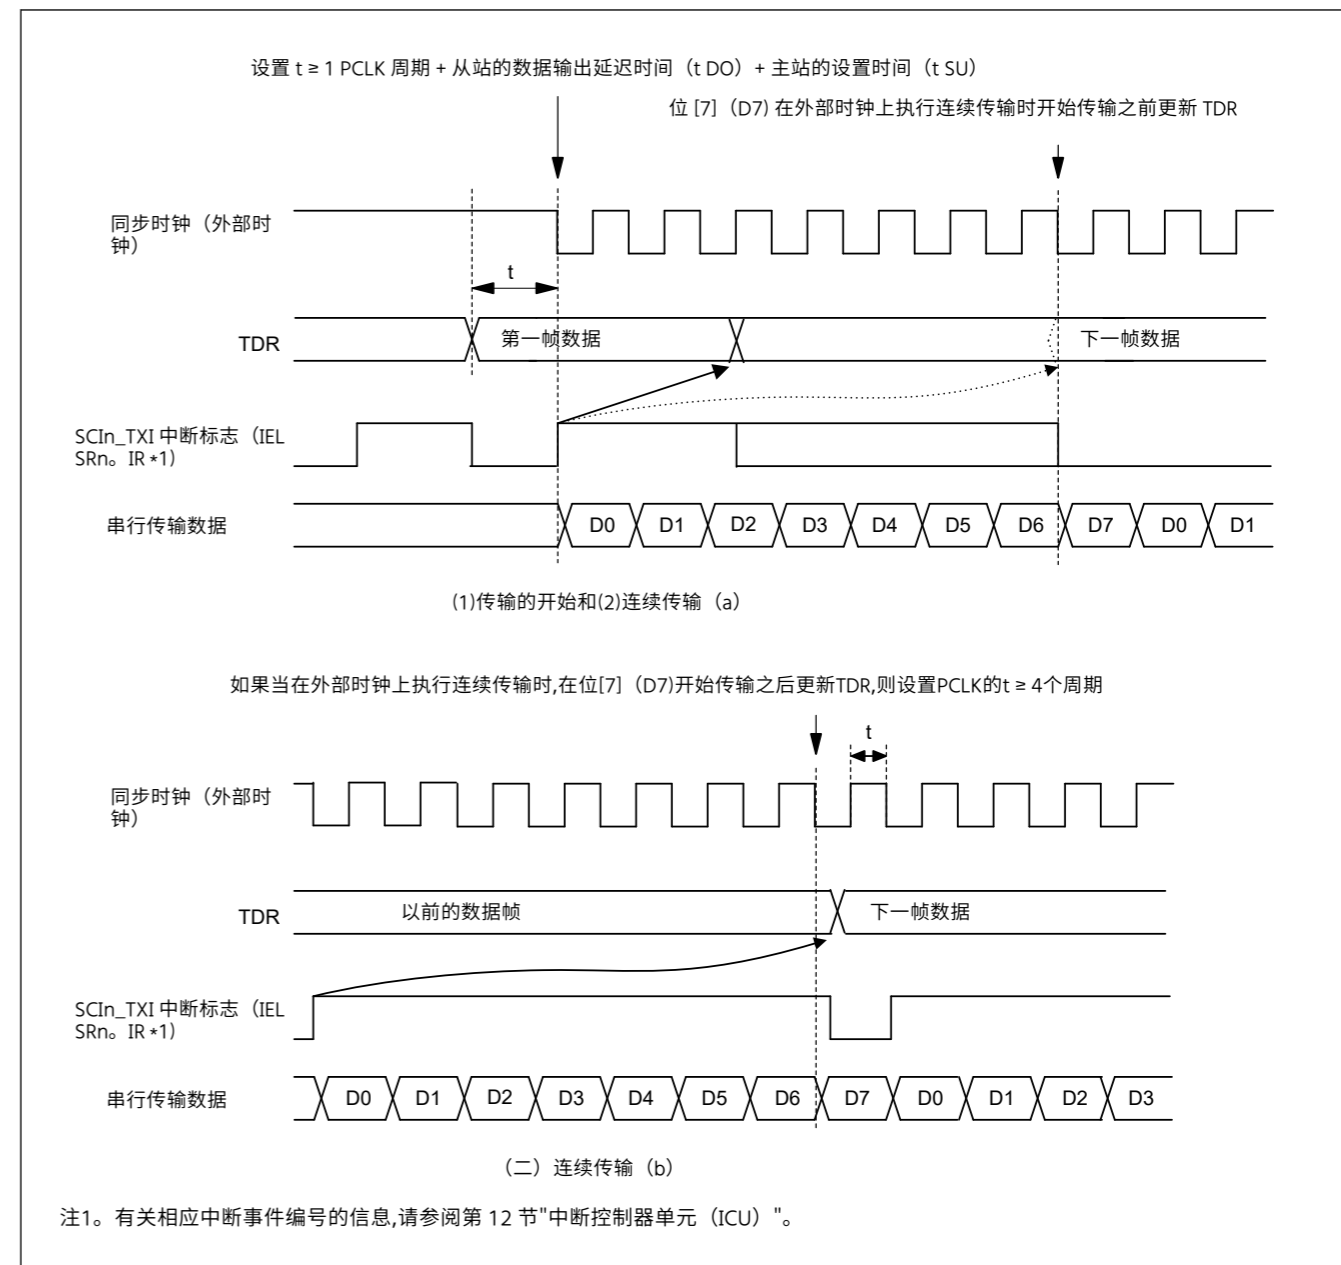 设置 t ≥ 1 PCLK 周期 + 从站的数据输出延迟时间（t DO）+ 主站的设置时间（t SU）
位 [7]（D7) 在外部时钟上执行连续传输时开始传输之前更新 TDR
同步时钟（外部时
钟）
t
TDR
第一帧数据
下一帧数据
SCIn_TXI 中断标志（IEL
SRn。IR *1）
串行传输数据
D0 D1 D2 D3 D4 D5 D6 D7 D0 D1
(1)传输的开始和(2)连续传输（a）
如果当在外部时钟上执行连续传输时,在位[7]（D7)开始传输之后更新TDR,则设置PCLK的t ≥ 4个周期
t
同步时钟（外部时
钟）
TDR
以前的数据帧
下一帧数据
SCIn_TXI 中断标志（IEL
SRn。IR *1）
串行传输数据
D0 D1 D2 D3 D4 D5 D6 D7 D0 D1 D2 D3
（二）连续传输（b）
注1。有关相应中断事件编号的信息,请参阅第 12 节"中断控制器单元（ICU）"。